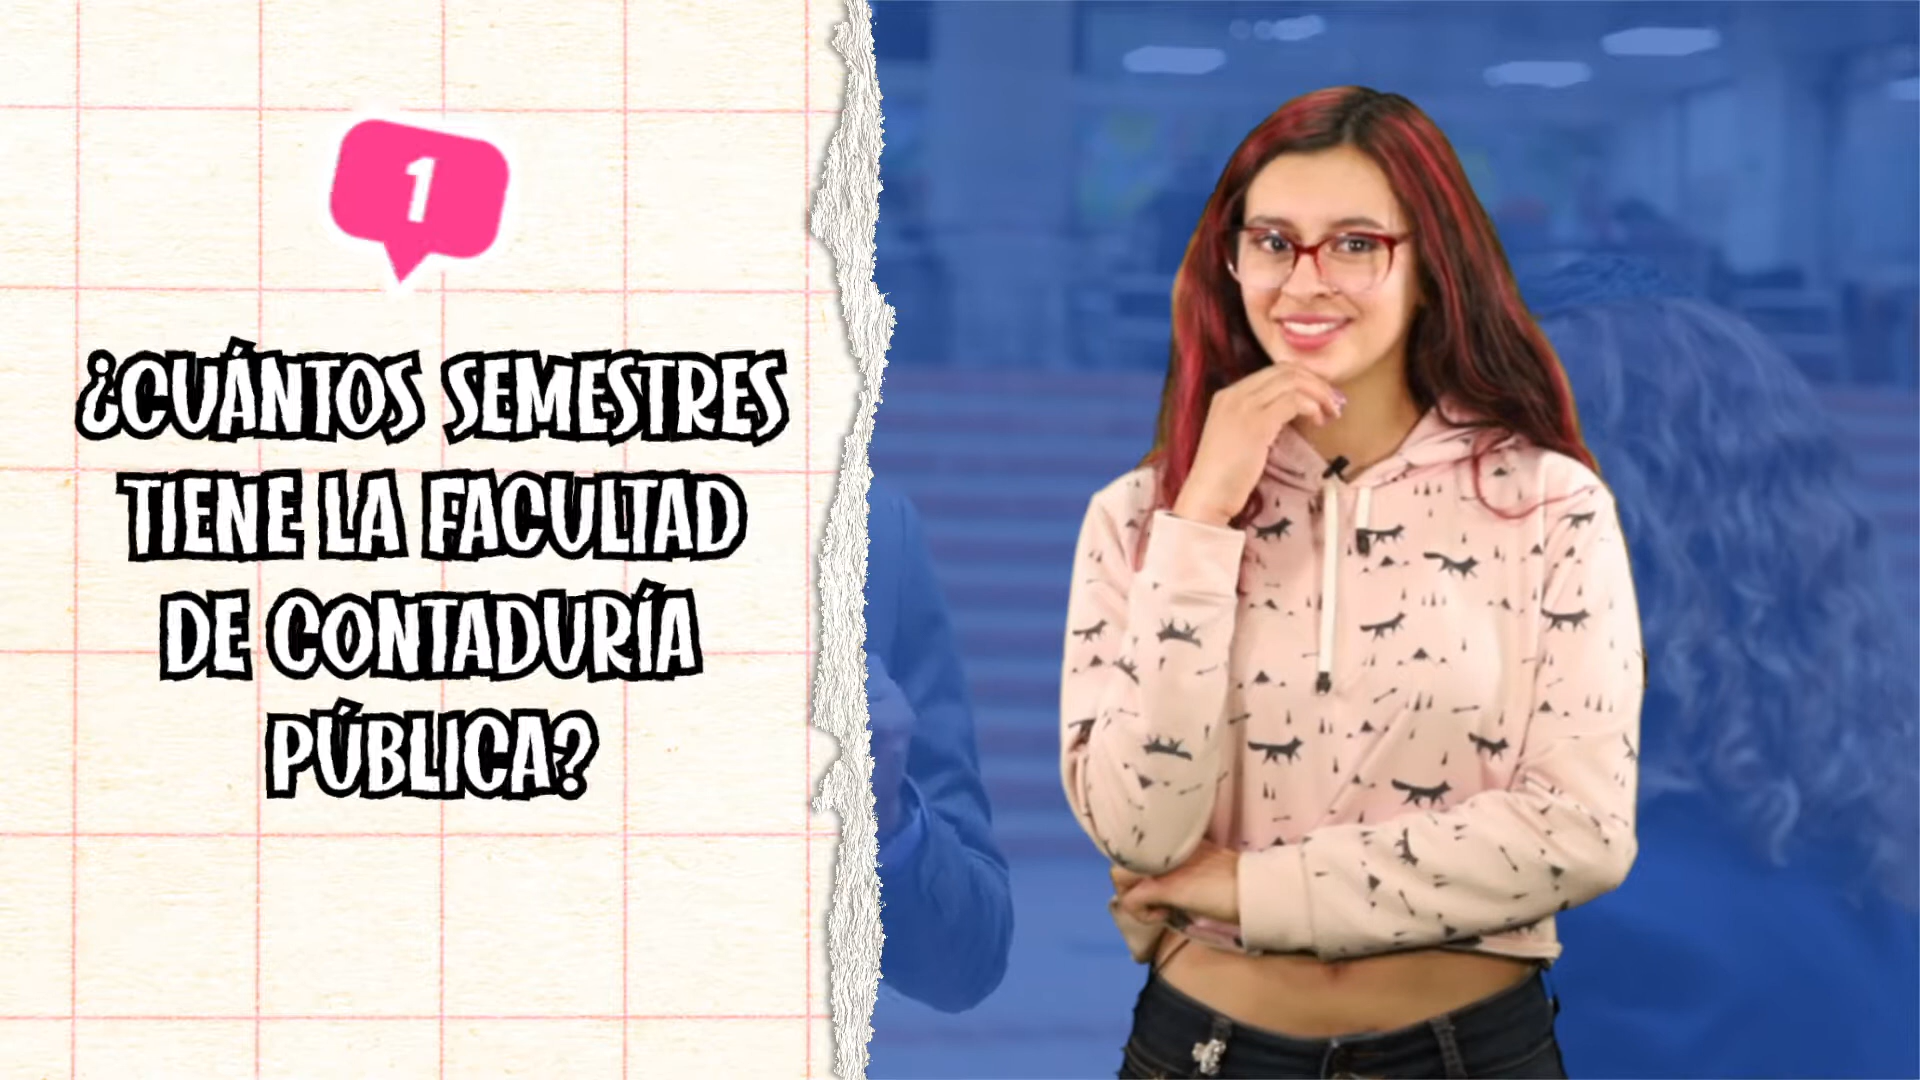 1
¿CUÁNTOS SEMESTRES
TIENE LA FACULTAD
DE CONTADURÍA
PÚBLICA?